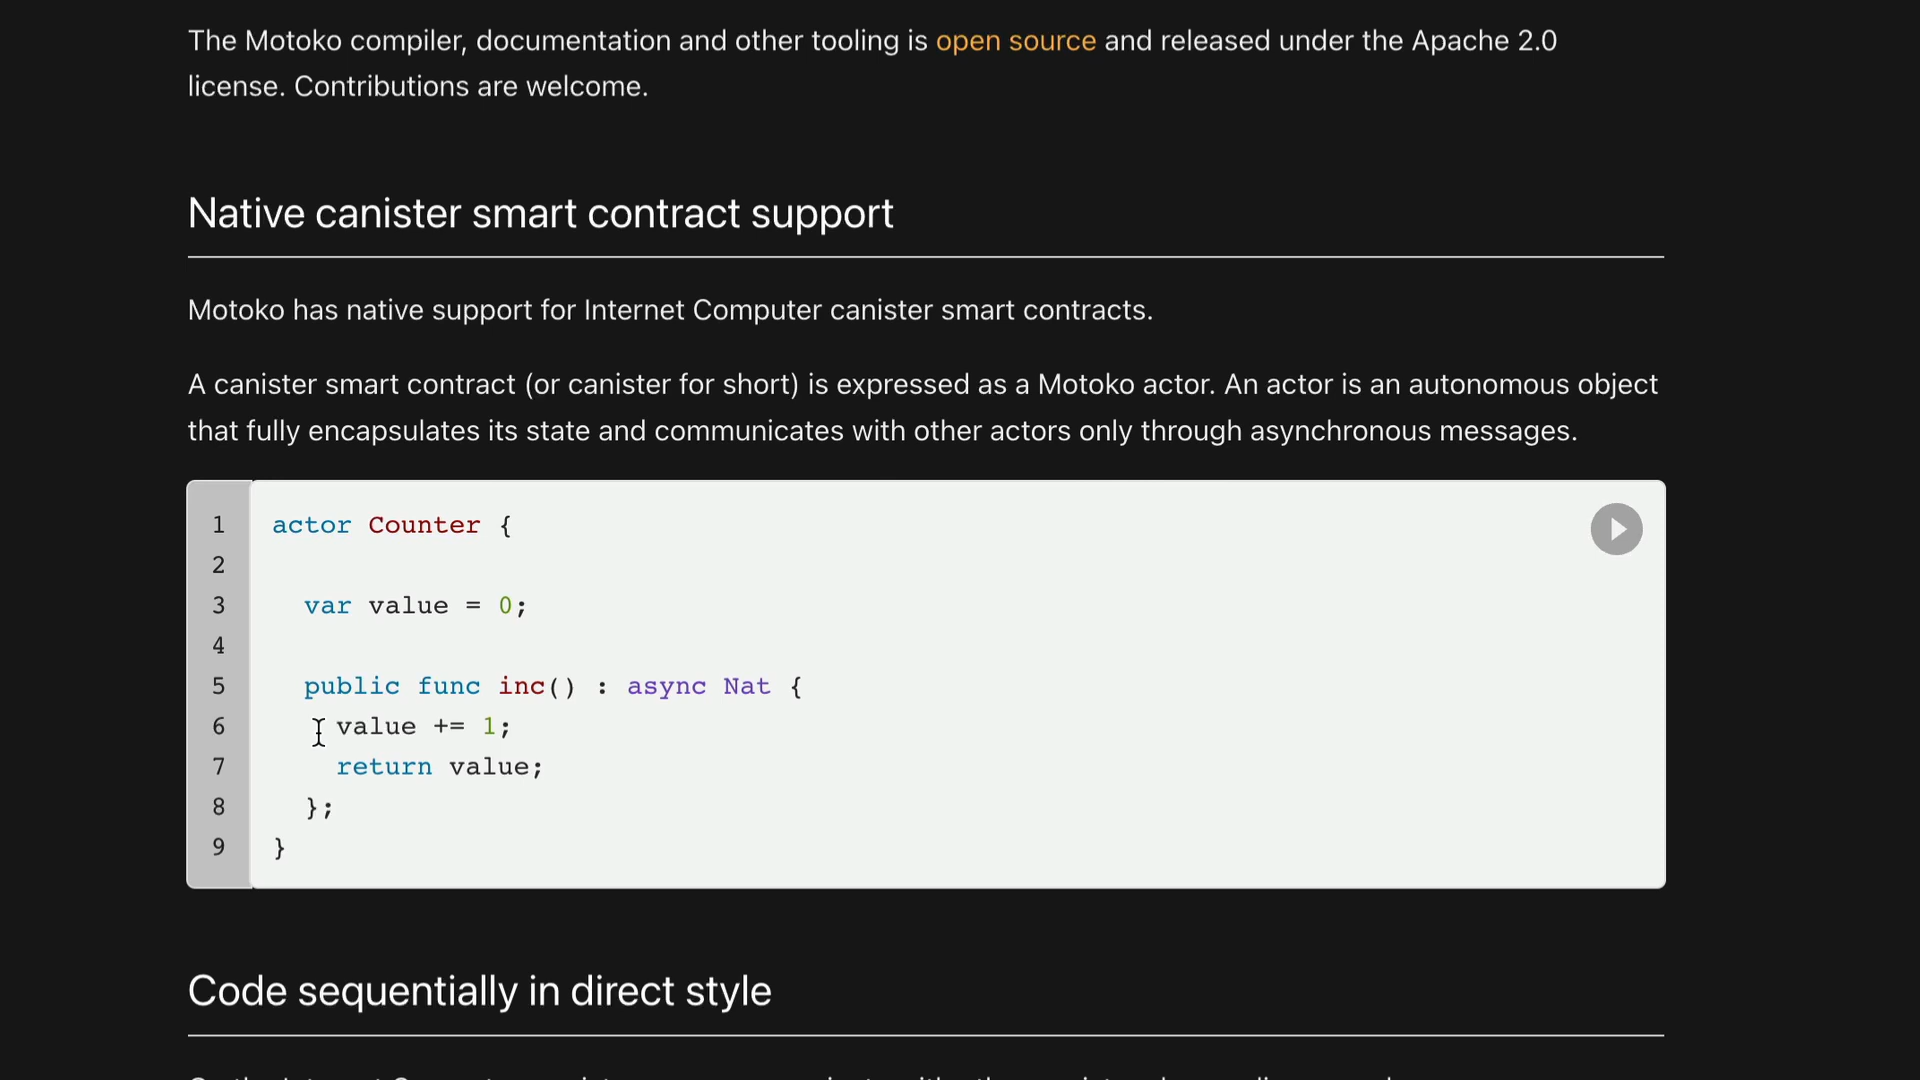 The Motoko compiler, documentation and other tooling is open source and released under the Apache 2.0
license. Contributions are welcome.
Native canister smart contract support
Motoko has native support for Internet Computer canister smart contracts.
A canister smart contract (or canister for short) is expressed as a Motoko actor. An actor is an autonomous object
that fully encapsulates its state and communicates with other actors only through asynchronous messages.
1 actor Counter {
2
3 var value = 0;
4
5 public func inc() : async Nat {
6 value += 1;
7 return value;
8 };
9 }
Code sequentially in direct style